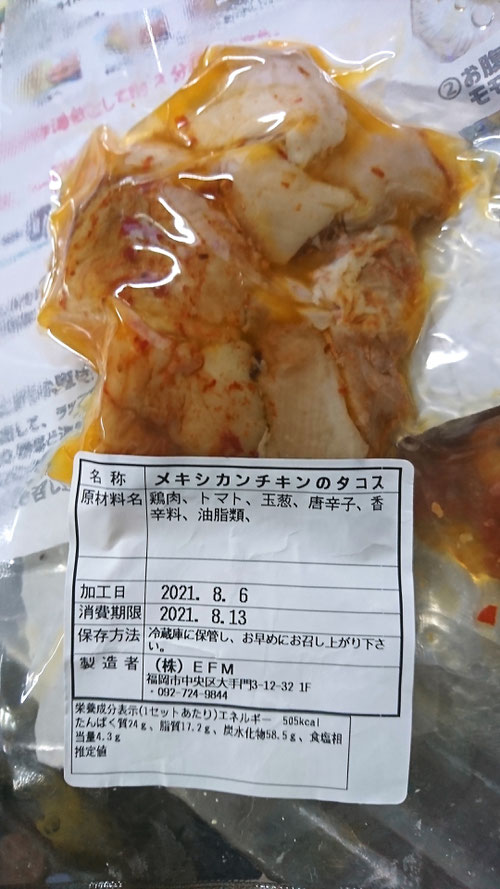 ②お腹
名称 メキシカンチキンのタコス
原材料名 鶏肉、トマト、玉葱、唐辛子、香
辛料、油脂類、
加工日 2021. 8. 6
消費期限 2021. 8.13
保存方法 冷蔵庫に保管し、お早めにお召し上がり下さ
い。
製造者 (株)EFM
福岡市中央区大手門3-12-32 1F
・092-724-9844
栄養成分表示(1セットあたり)エネルギー 505kcal
たんぱく質24g、脂質17.2g、炭水化物58.5g、食塩相
当量4.3g
推定値